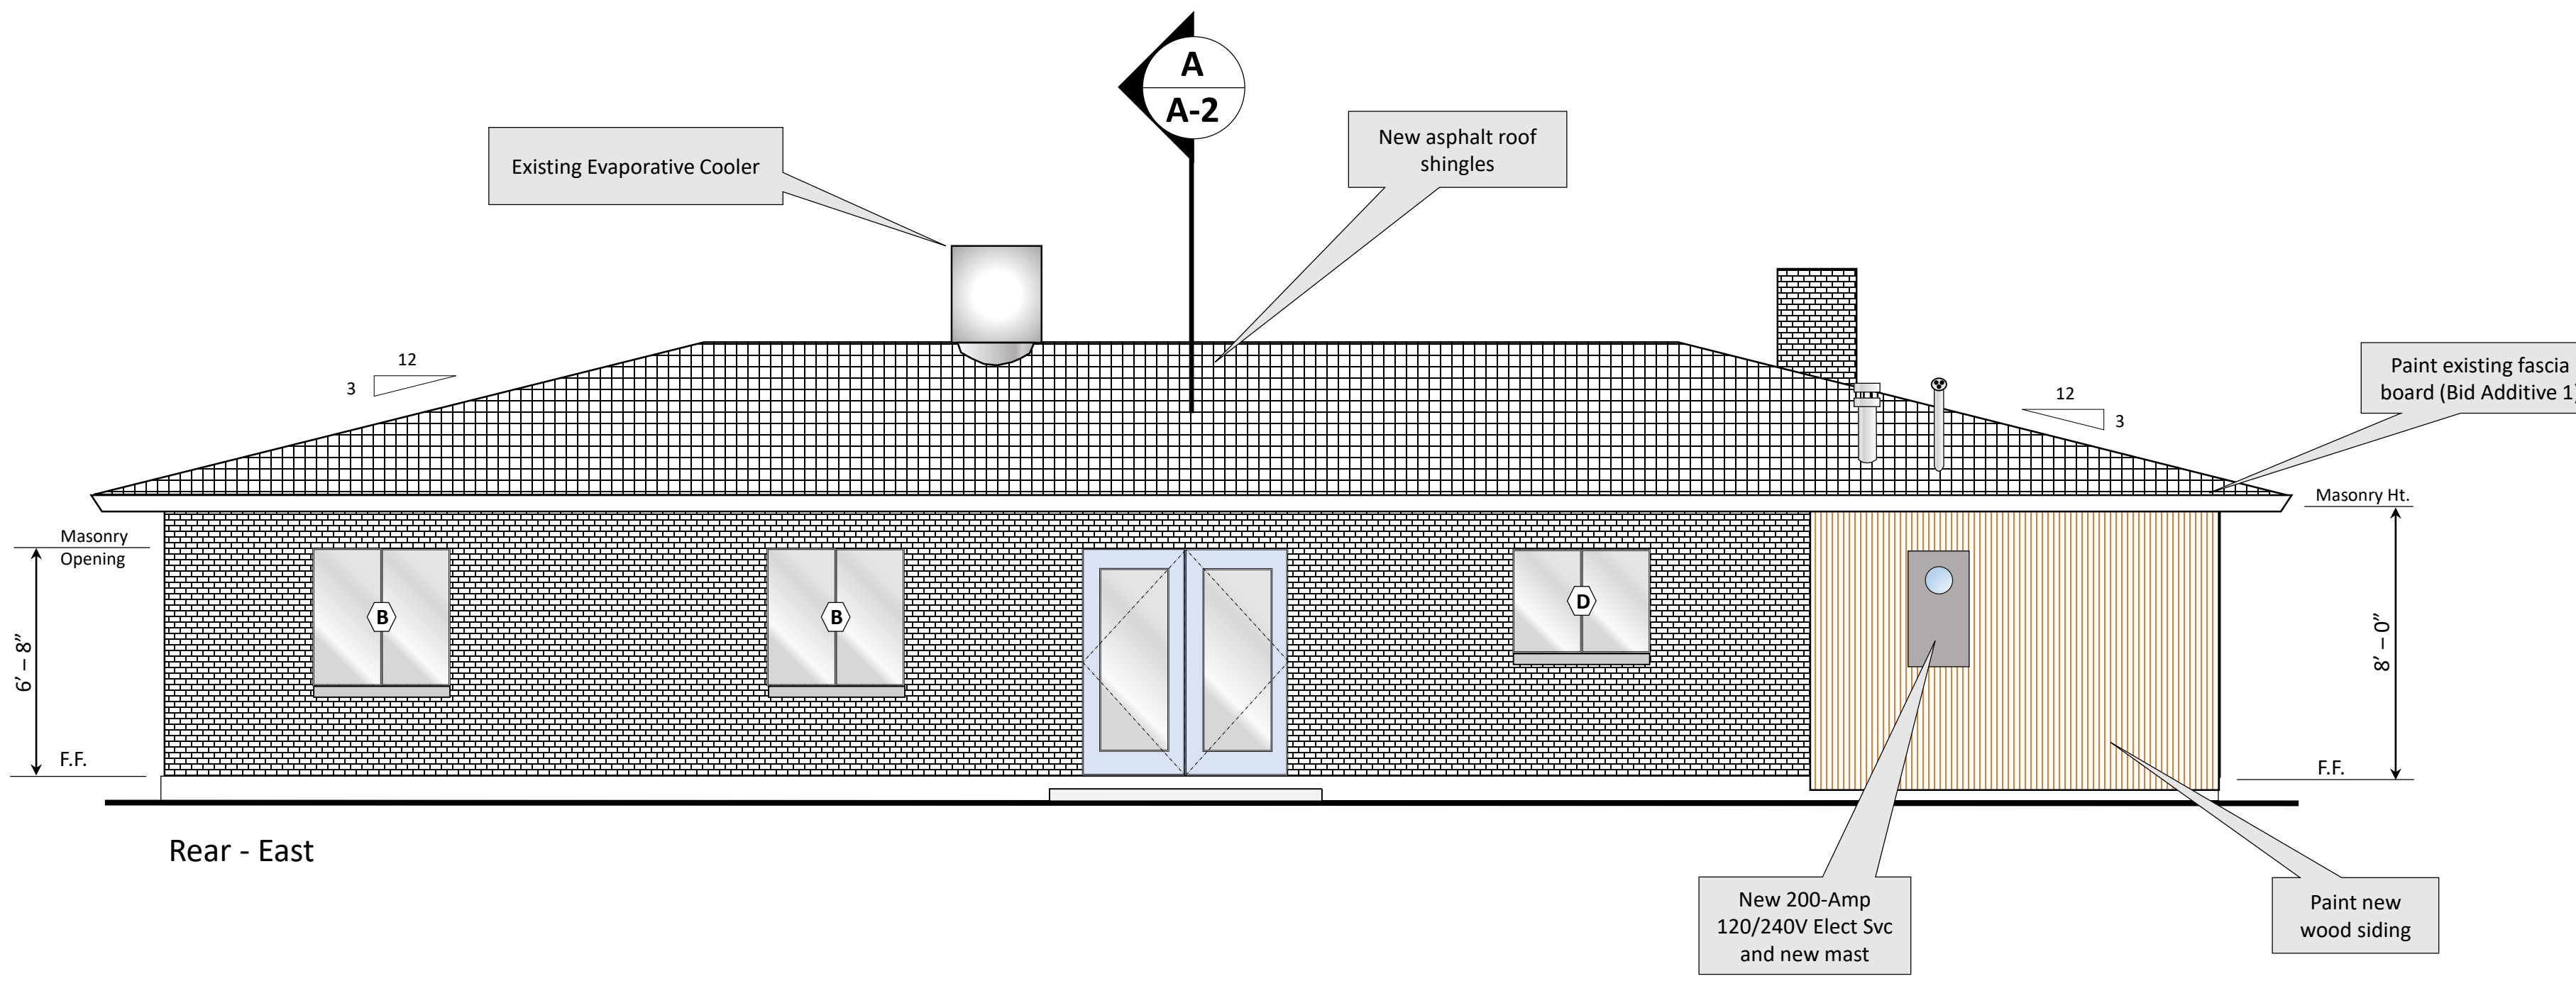 A
A-2
New asphalt roof
shingles
Existing Evaporative Cooler
12
3
12
3
Paint existing fascia
board (Bid Additive 1)
Masonry Ht.
Masonry
Opening
6’ – 8”
8’ – 0”
B
B
D
F.F.
F.F.
Rear - East
New 200-Amp
120/240V Elect Svc
and new mast
Paint new
wood siding